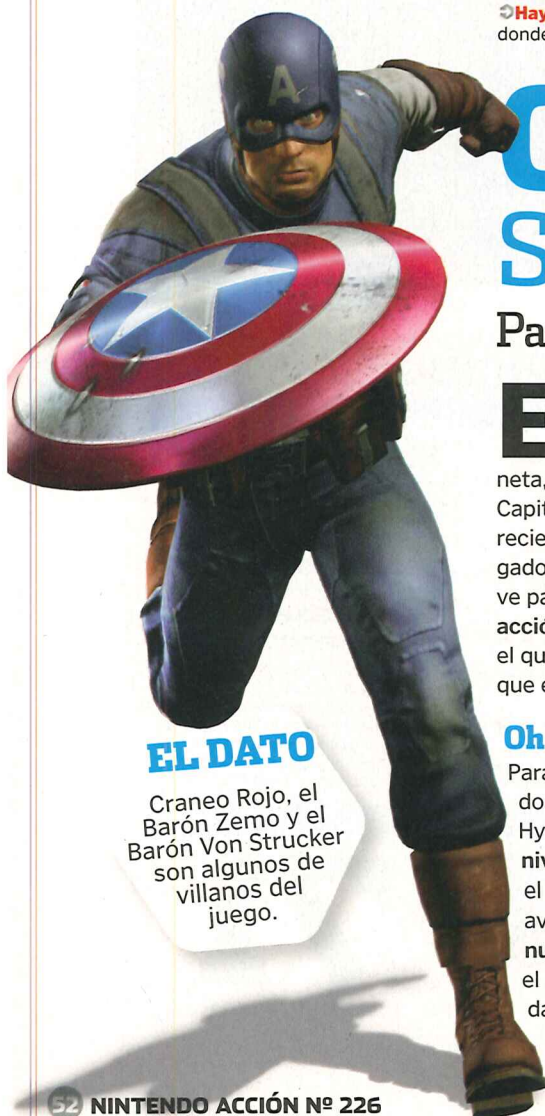 Hay
donde
A
Pa
E
neta,
Capit
recie
gado
ve pa
acció
el qu
que e
EL DATO
Craneo Rojo, el
Barón Zemo y el
Barón Von Strucker
son algunos de
villanos del
juego.
Oh
Para
do
Hy
niv
el
av
nu
el
da
52 NINTENDO ACCIÓN Nº 226